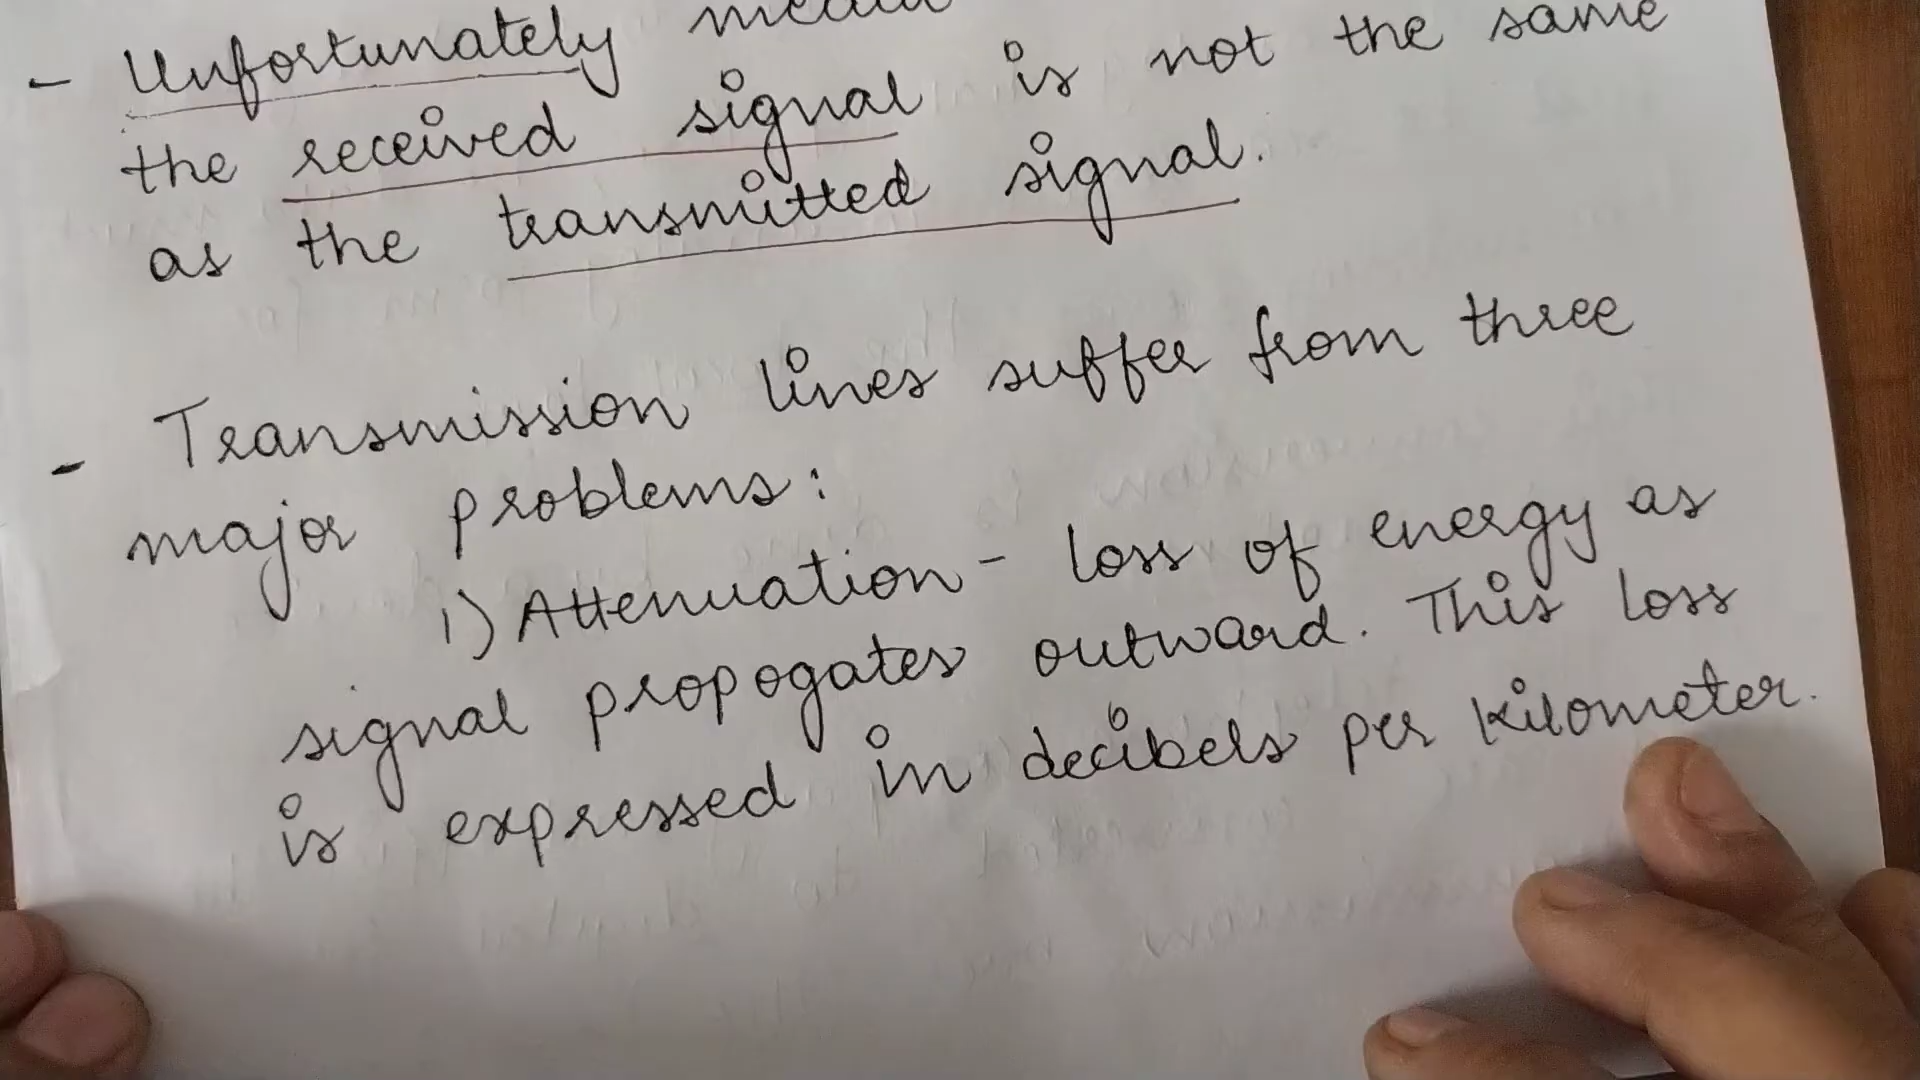 - Unfortunately
the received signal is not the same
as the transmitted signal.
- Transmission lines suffer from three
major problems:
1) Attenuation - loss of energy as
signal propogates outward. This loss
is expressed in decibels per kilometer.